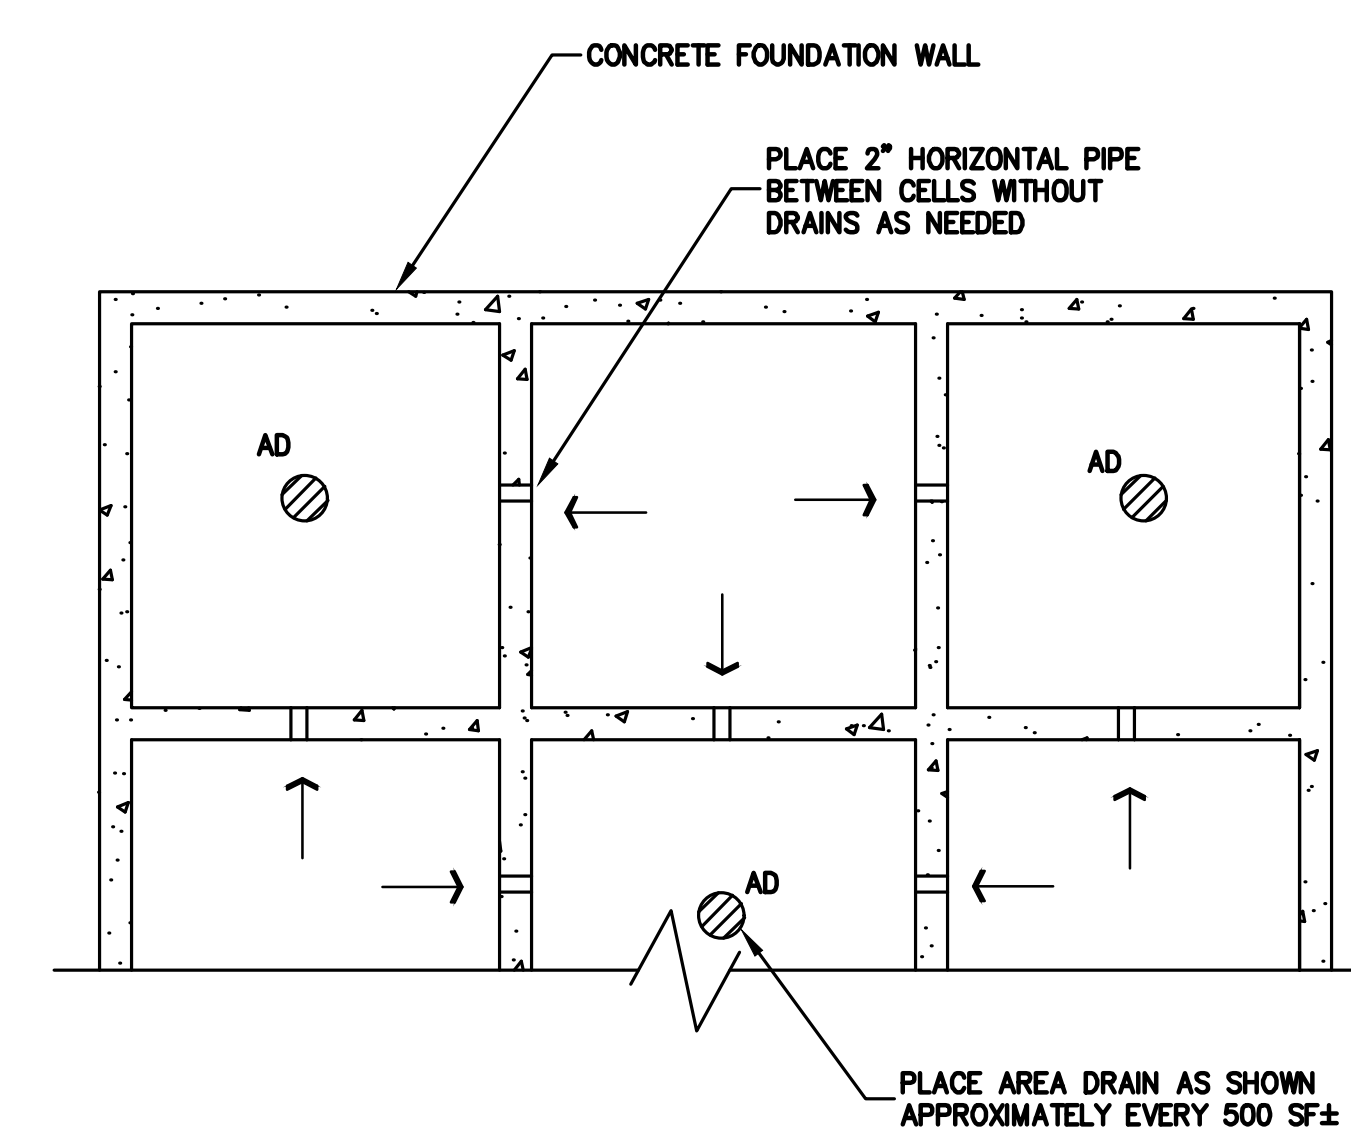 CONCRETE FOUNDATION WALL
PLACE 2" HORIZONTAL PIPE
BETWEEN CELLS WITHOUT
DRAINS AS NEEDED
AD
AD
AD
PLACE AREA DRAIN AS SHOWN
APPROXIMATELY EVERY 500 SF±